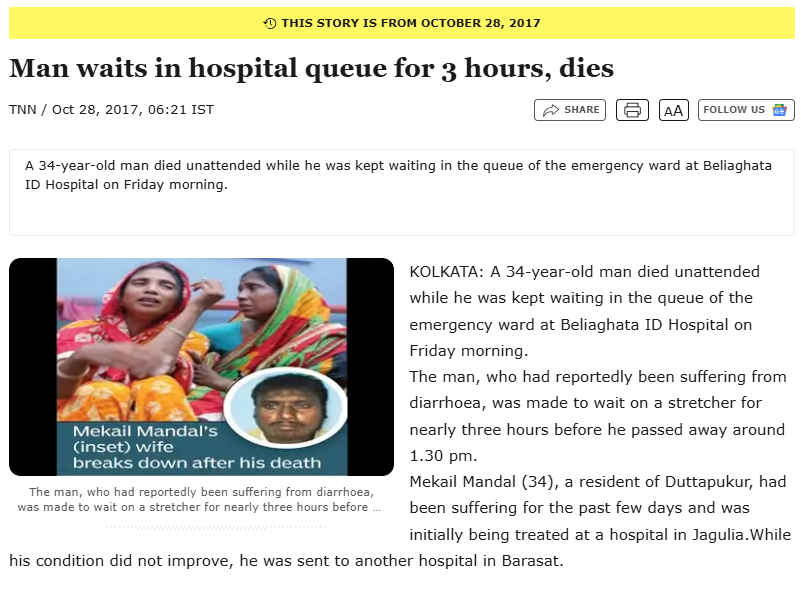 THIS STORY IS FROM OCTOBER 28, 2017
Man waits in hospital queue for 3 hours, dies
TNN / Oct 28, 2017, 06:21 IST
SHARE
AA
FOLLOW US
A 34-year-old man died unattended while he was kept waiting in the queue of the emergency ward at Beliaghata
ID Hospital on Friday morning.
Mekail Mandal's
(inset) wife
breaks down after his death
The man, who had reportedly been suffering from diarrhoea,
was made to wait on a stretcher for nearly three hours before ...
KOLKATA: A 34-year-old man died unattended
while he was kept waiting in the queue of the
emergency ward at Beliaghata ID Hospital on
Friday morning.
The man, who had reportedly been suffering from
diarrhoea, was made to wait on a stretcher for
nearly three hours before he passed away around
1.30 pm.
Mekail Mandal (34), a resident of Duttapukur, had
been suffering for the past few days and was
initially being treated at a hospital in Jagulia.While
his condition did not improve, he was sent to another hospital in Barasat.